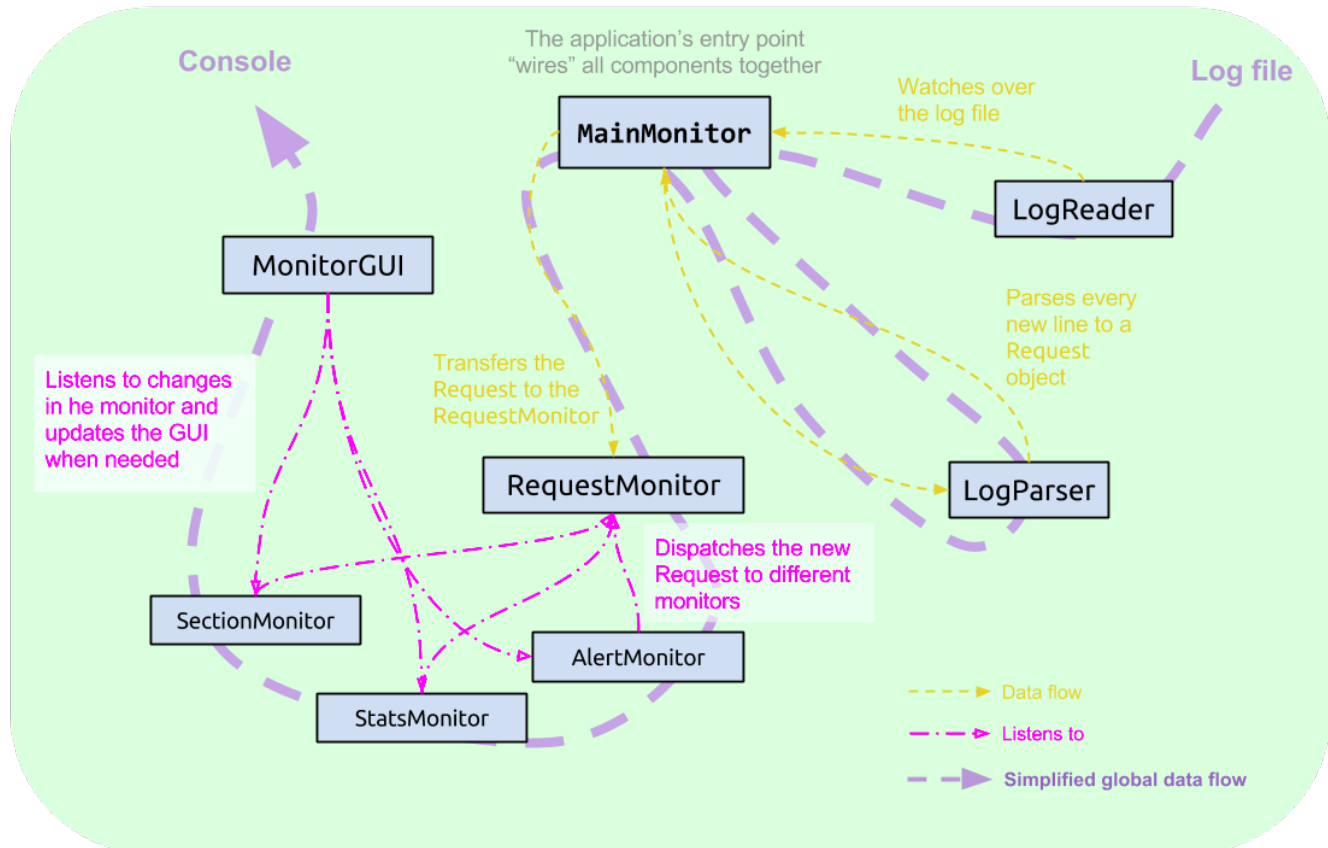 The application's entry point
"wires" all components together
Console
Log file
Watches over
the log file
MainMonitor
LogReader
MonitorGUI
Parses every
new line to a
Request
object
Listens to changes
in he monitor and
updates the GUI
when needed
Transfers the
Request to the
RequestMonitor
RequestMonitor
LogParser
Dispatches the new
Request to different
monitors
SectionMonitor
AlertMonitor
StatsMonitor
Data flow
Listens to
Simplified global data flow